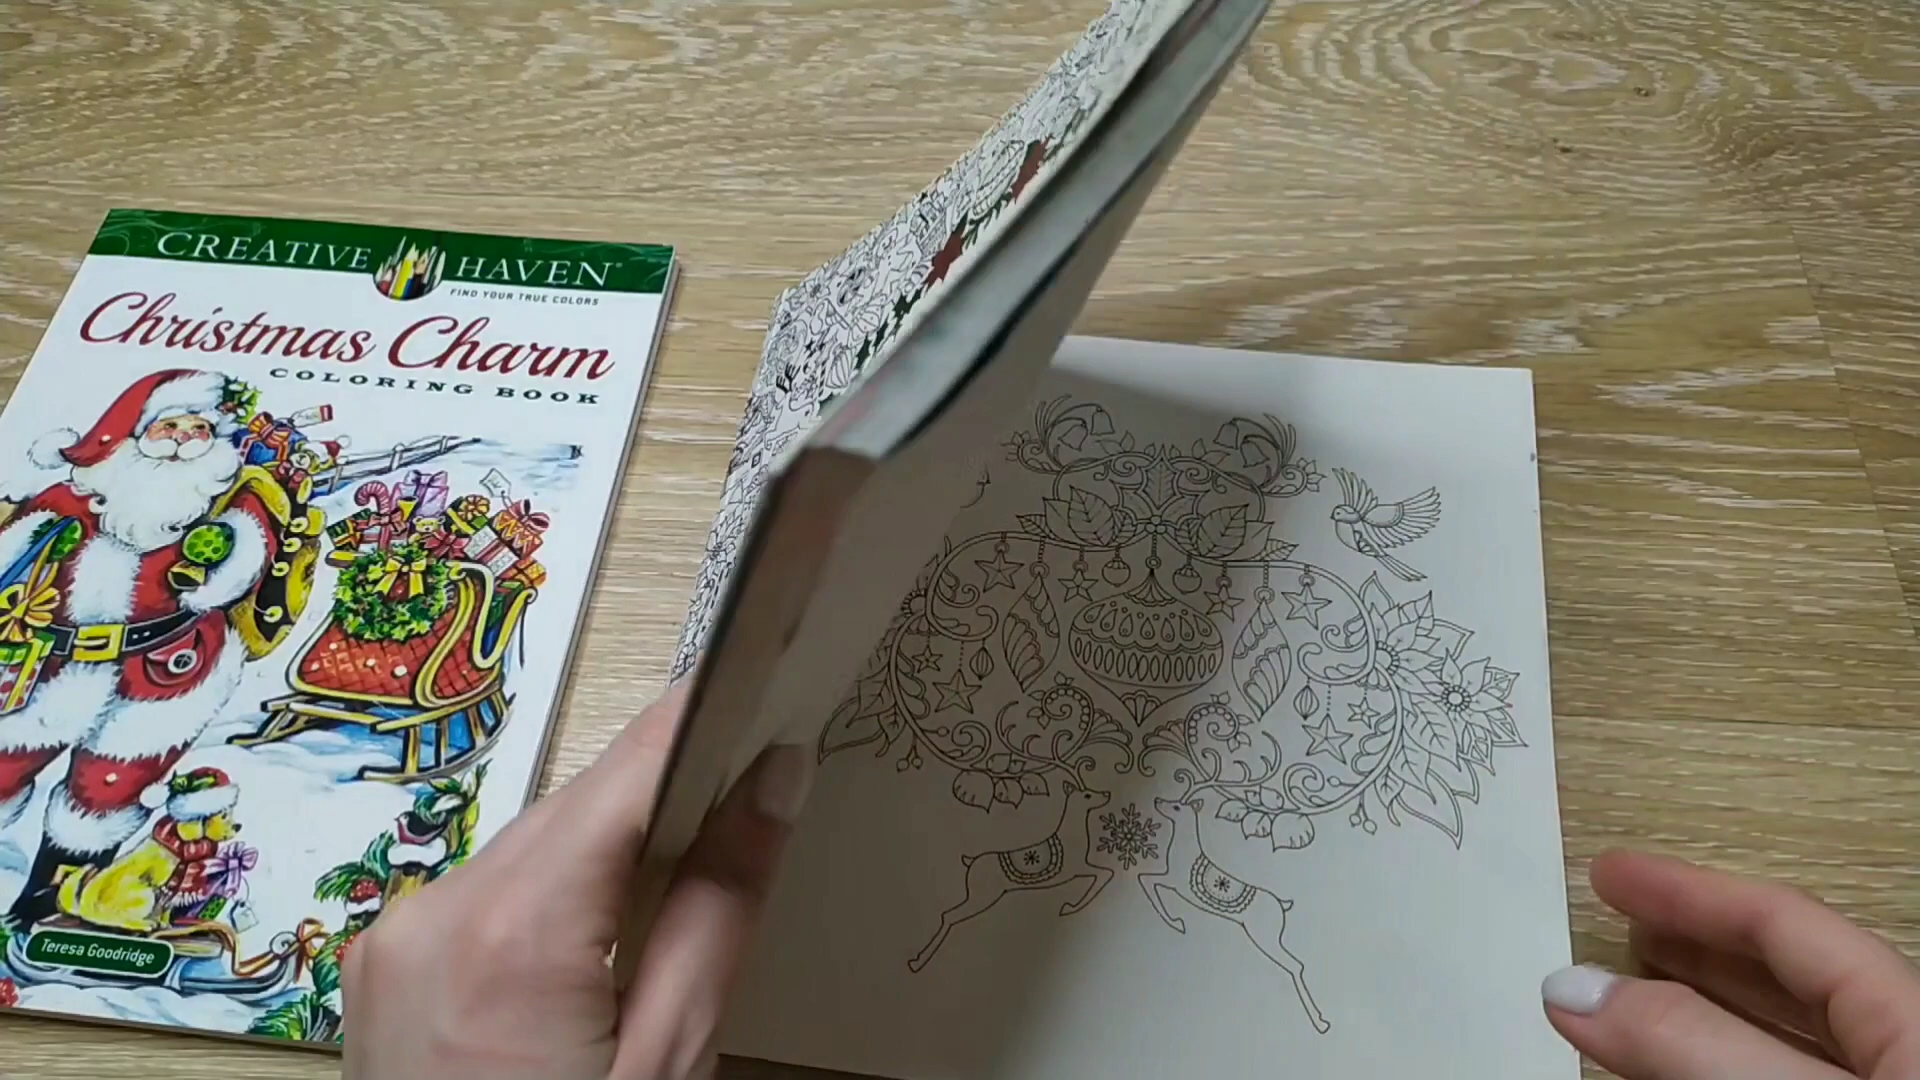 CREATIVE HAVEN®
FIND YOUR TRUE COLORS
Christmas Charm
COLORING BOOK
Teresa Goodridge